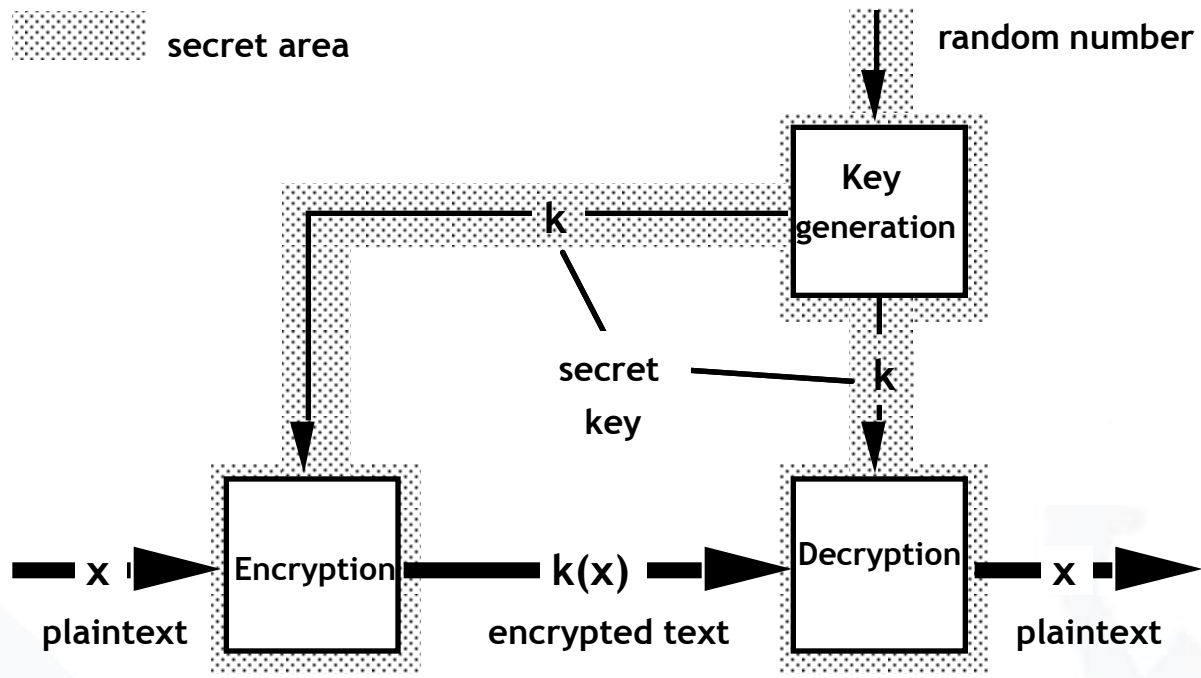 secret area
random number
Key
generation
k
secret
key
k
x
Encryption
k(x)
Decryption
x
plaintext
encrypted text
plaintext